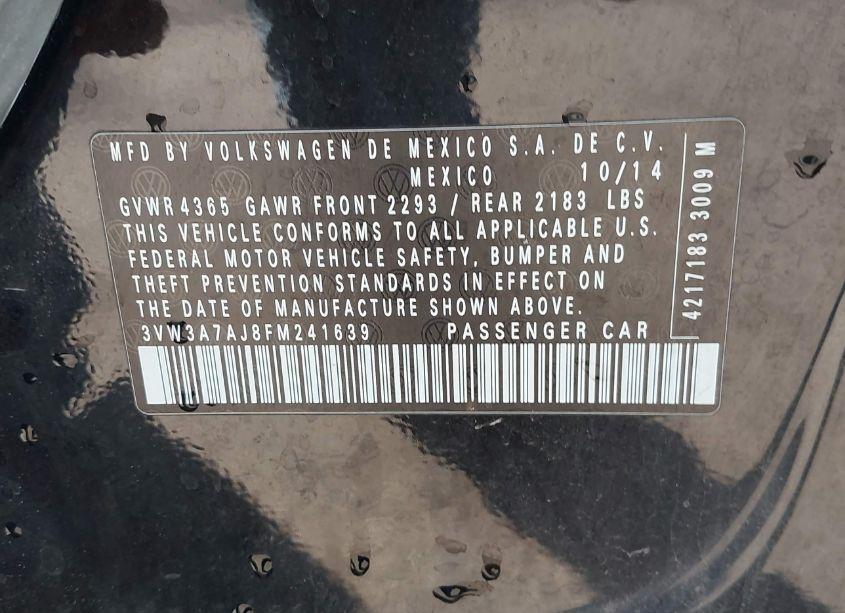 MFD BY VOLKSWAGEN DE MEXICO S.A. DE C.V.
MEXICO 10/14
GVWR 4365 GAWR FRONT 2293 / REAR 2183 LBS
THIS VEHICLE CONFORMS TO ALL APPLICABLE U.S.
FEDERAL MOTOR VEHICLE SAFETY, BUMPER AND
THEFT PREVENTION STANDARDS IN EFFECT ON
THE DATE OF MANUFACTURE SHOWN ABOVE.
3VW3A7AJ8FM241639 PASSENGER CAR
4217183 3009 M